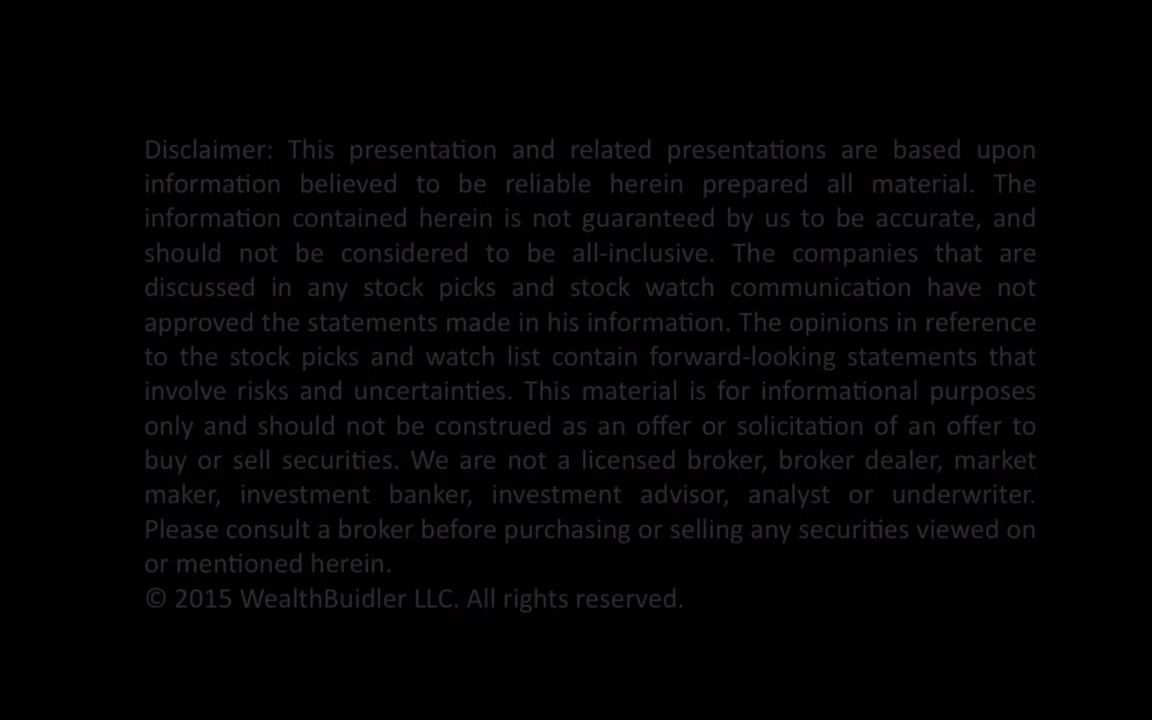 Disclaimer: This presentation and related presentations are based upon
information believed to be reliable herein prepared all material. The
information contained herein is not guaranteed by us to be accurate, and
should not be considered to be all-inclusive. The companies that are
discussed in any stock picks and stock watch communication have not
approved the statements made in his information. The opinions in reference
to the stock picks and watch list contain forward-looking statements that
involve risks and uncertainties. This material is for informational purposes
only and should not be construed as an offer or solicitation of an offer to
buy or sell securities. We are not a licensed broker, broker dealer, market
maker, investment banker, investment advisor, analyst or underwriter.
Please consult a broker before purchasing or selling any securities viewed on
or mentioned herein.
© 2015 WealthBuidler LLC. All rights reserved.